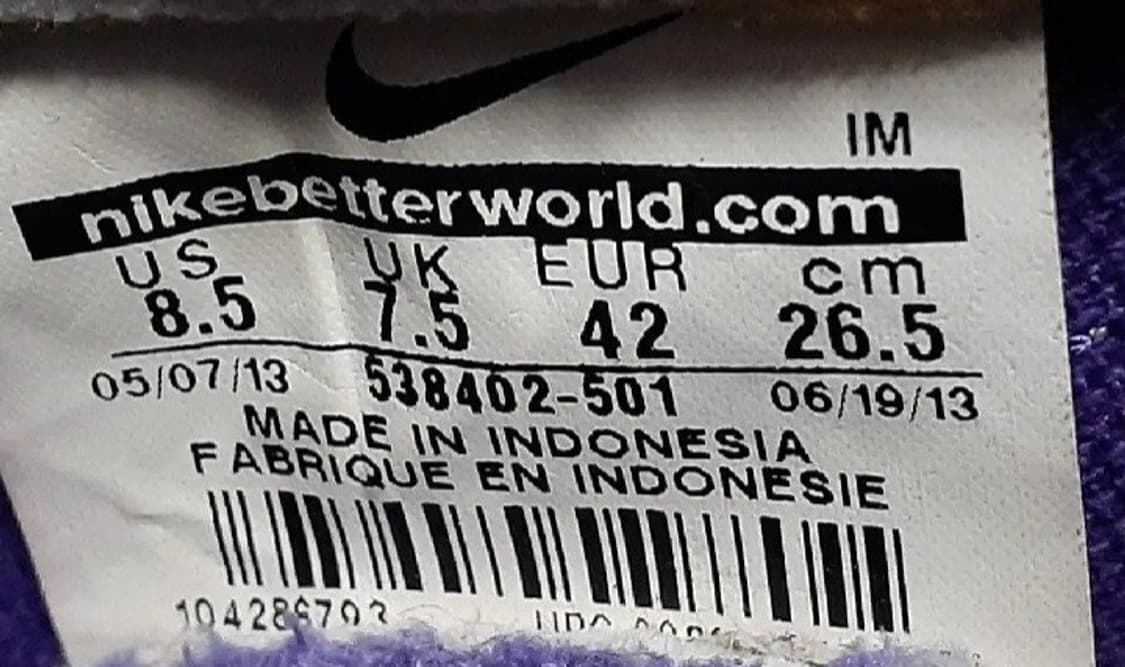 IM
nikebetterworld.com
US UK EUR cm
8.5 7.5 42 26.5
05/07/13 538402-501 06/19/13
MADE IN INDONESIA
FABRIQUE EN INDONESIE